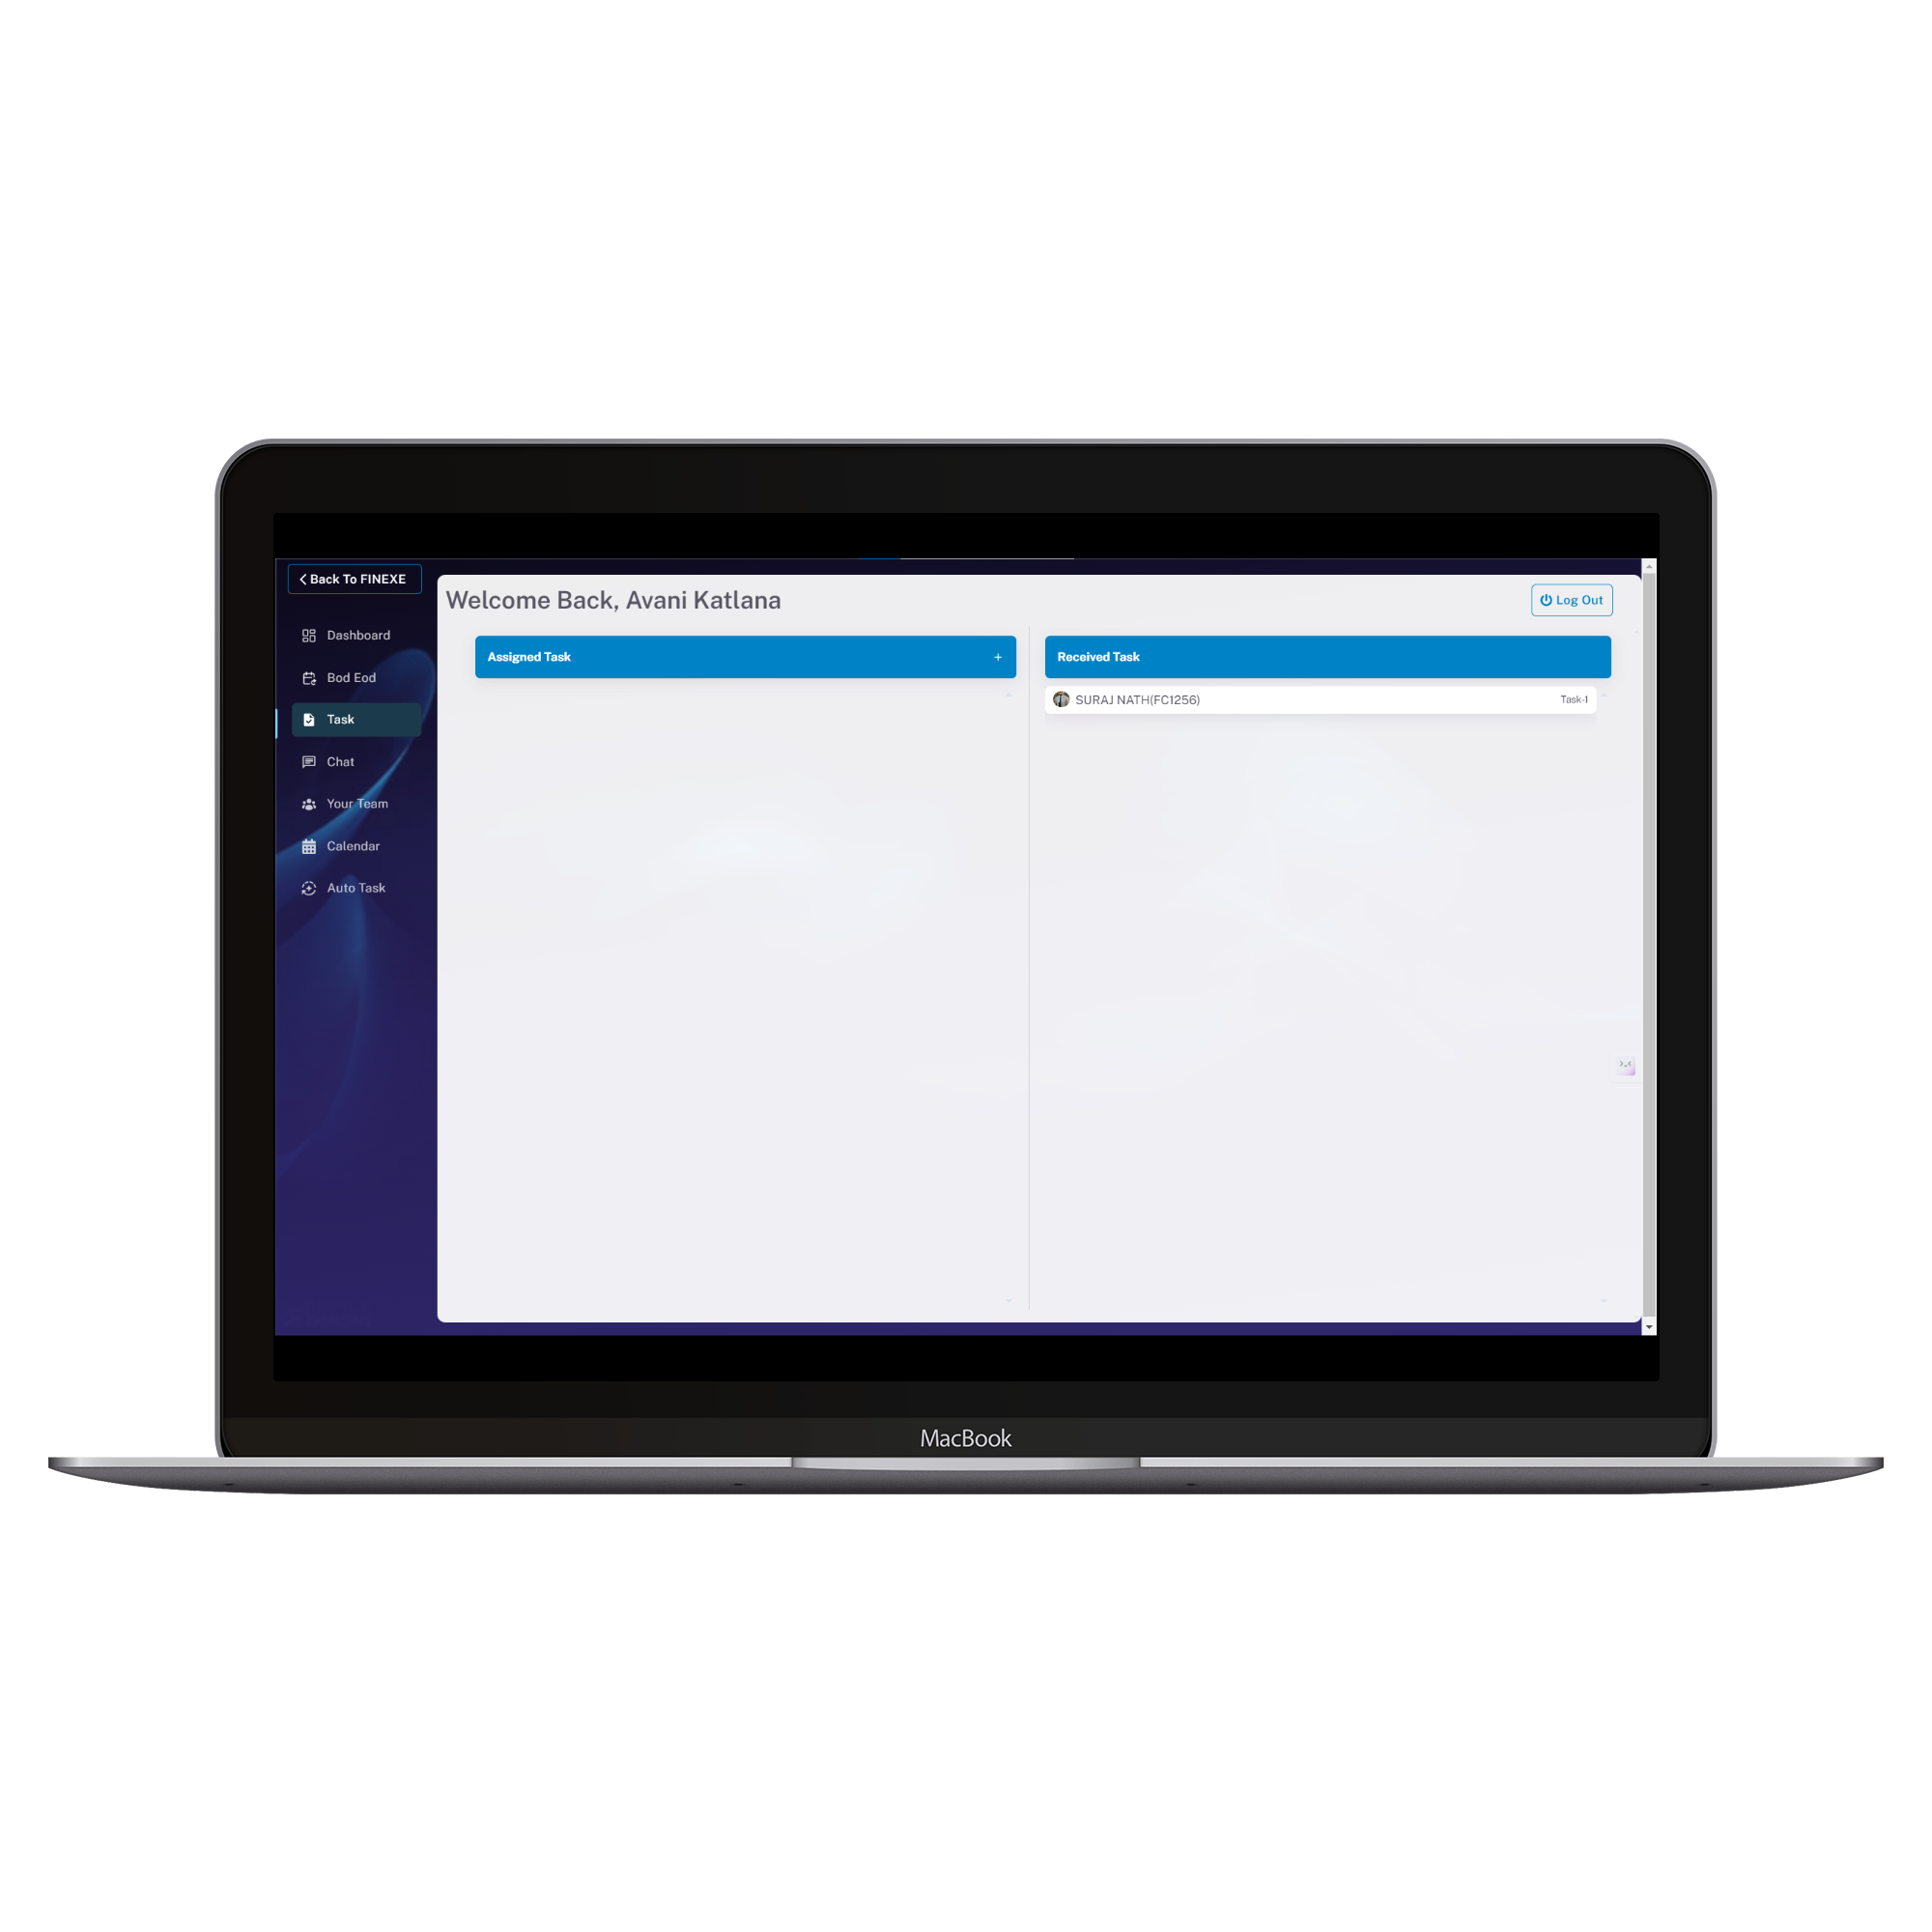 Back To FINEXE
Welcome Back, Avani Katlana
Log Out
Dashboard
Bod Eod
Task
Chat
Your Team
Calendar
Auto Task
Assigned Task +
Received Task
SURAJ NATH(FC1256) Task-1
MacBook